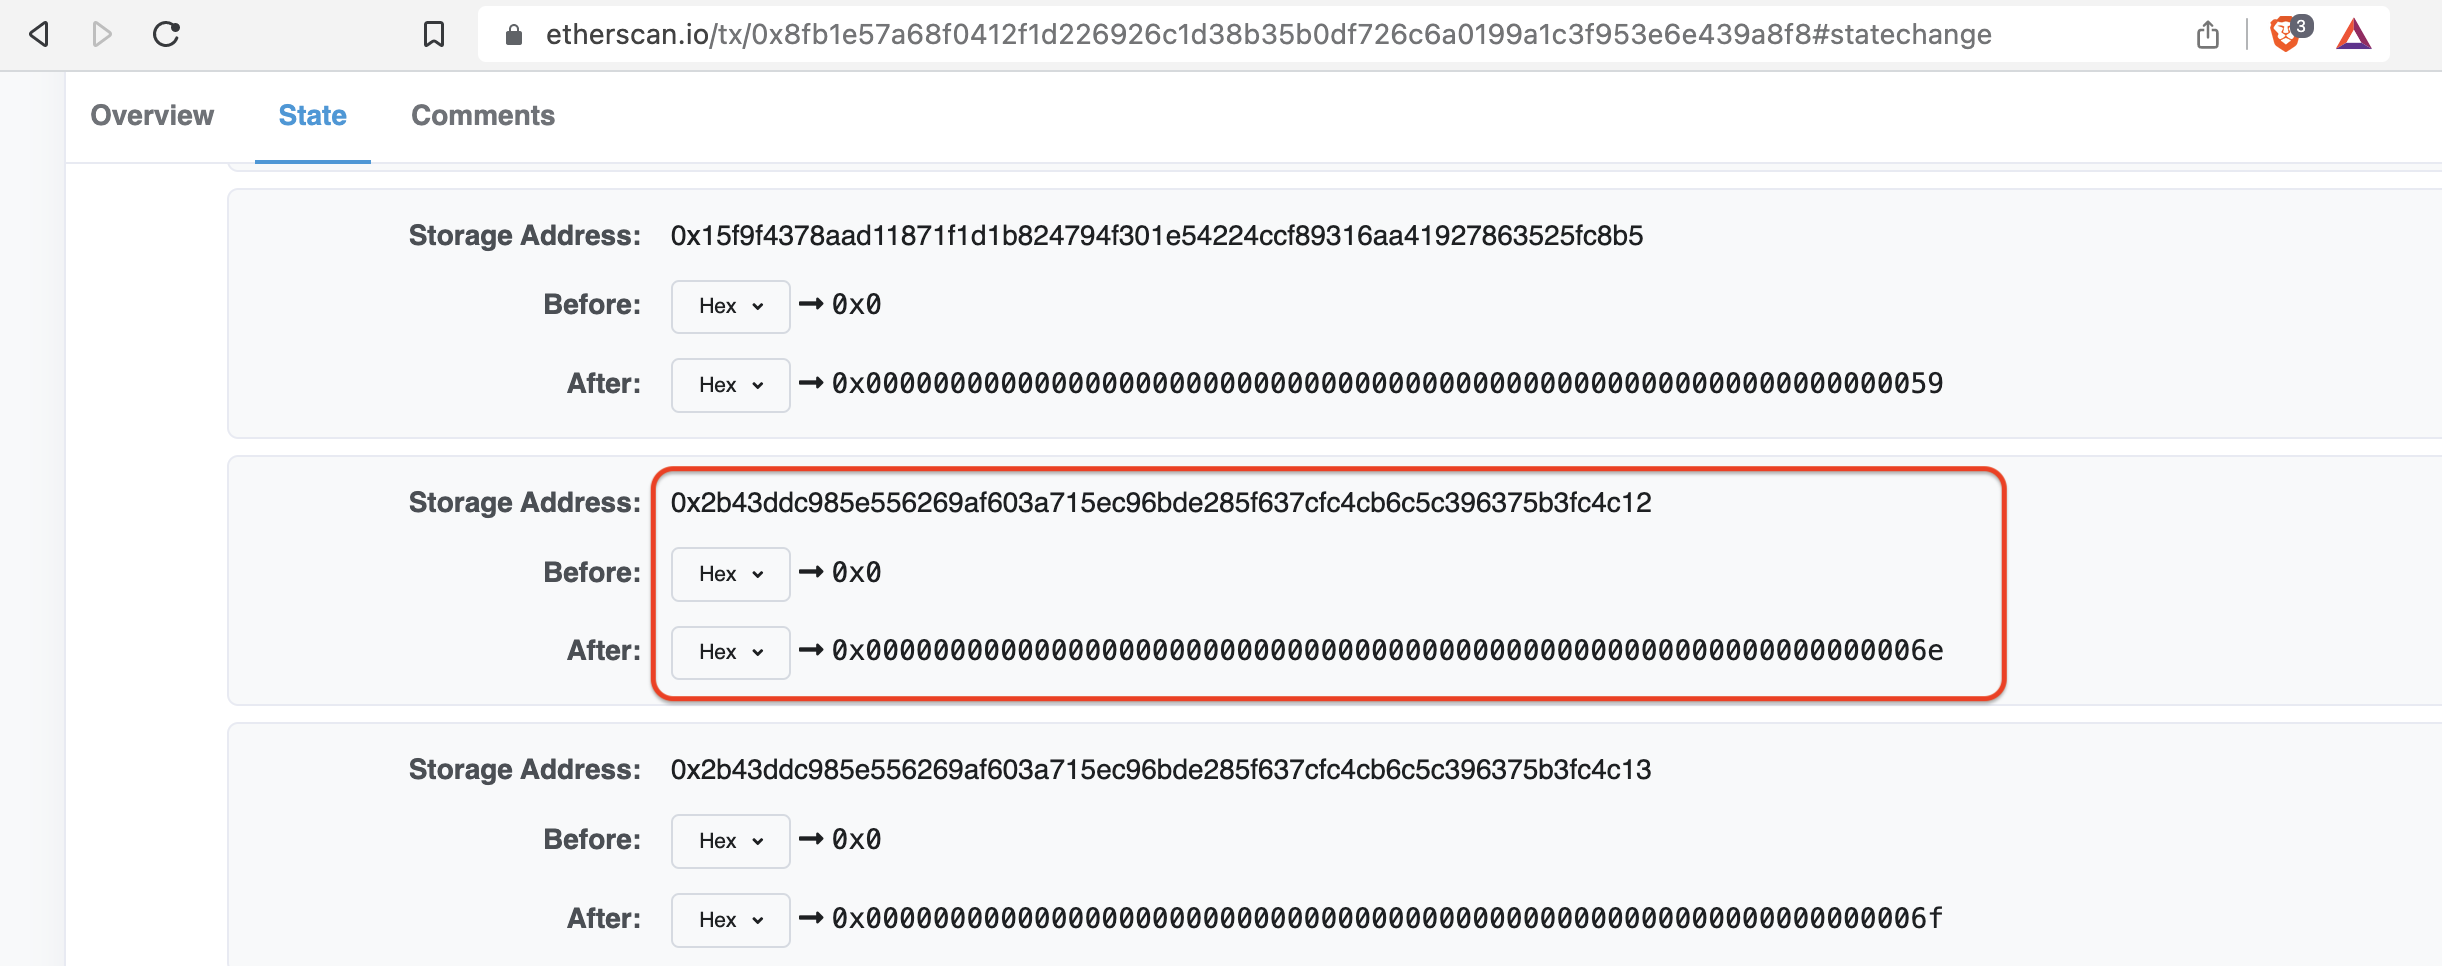 etherscan.io/tx/0x8fb1e57a68f0412f1d226926c1d38b35b0df726c6a0199a1c3f953e6e439a8f8#statechange 3
Overview State Comments
Storage Address: 0x15f9f4378aad11871f1d1b824794f301e54224ccf89316aa41927863525fc8b5
Before: Hex → 0x0
After: Hex → 0x0000000000000000000000000000000000000000000000000000000000000059
Storage Address: 0x2b43ddc985e556269af603a715ec96bde285f637cfc4cb6c5c396375b3fc4c12
Before: Hex → 0x0
After: Hex → 0x000000000000000000000000000000000000000000000000000000000000006e
Storage Address: 0x2b43ddc985e556269af603a715ec96bde285f637cfc4cb6c5c396375b3fc4c13
Before: Hex → 0x0
After: Hex → 0x000000000000000000000000000000000000000000000000000000000000006f